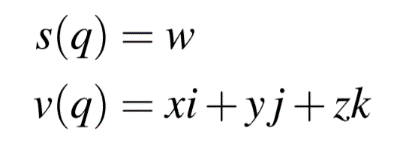 s(q) = w
v(q) = xi + yj + zk